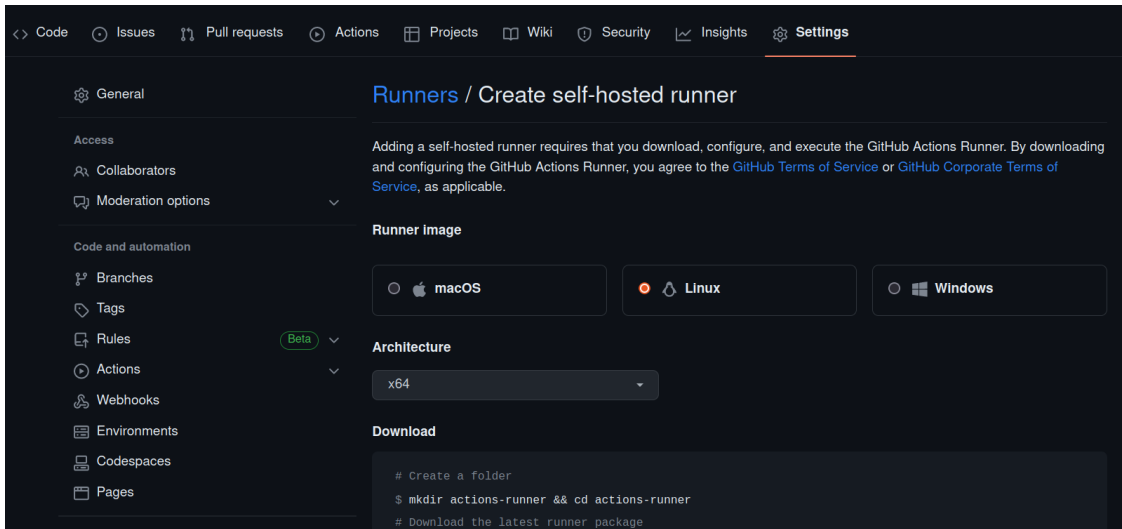 <> Code Issues Pull requests Actions Projects Wiki Security Insights Settings
General
Access
Collaborators
Moderation options
Code and automation
Branches
Tags
Rules Beta
Actions
Webhooks
Environments
Codespaces
Pages
Runners / Create self-hosted runner
Adding a self-hosted runner requires that you download, configure, and execute the GitHub Actions Runner. By downloading
and configuring the GitHub Actions Runner, you agree to the GitHub Terms of Service or GitHub Corporate Terms of
Service, as applicable.
Runner image
macOS Linux Windows
Architecture
x64
Download
# Create a folder
$ mkdir actions-runner && cd actions-runner
# Download the latest runner package